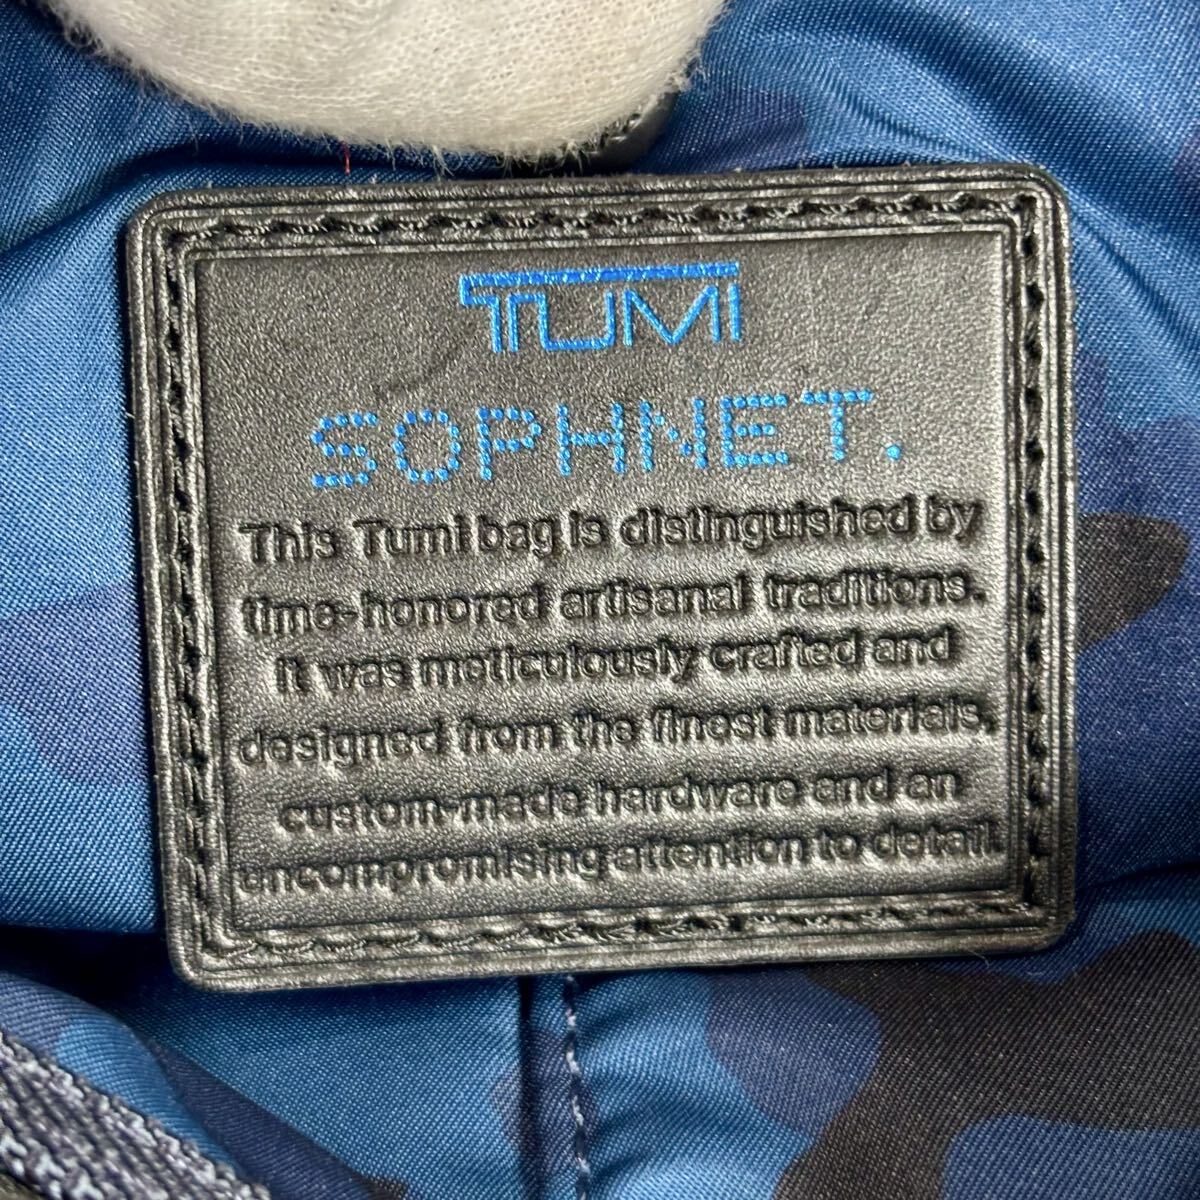 TUMI
SOPHNET.
This Tumi bag is distinguished by
time-honored artisanal traditions.
It was meticulously crafted and
designed from the finest materials,
custom-made hardware and an
uncompromising attention to detail.